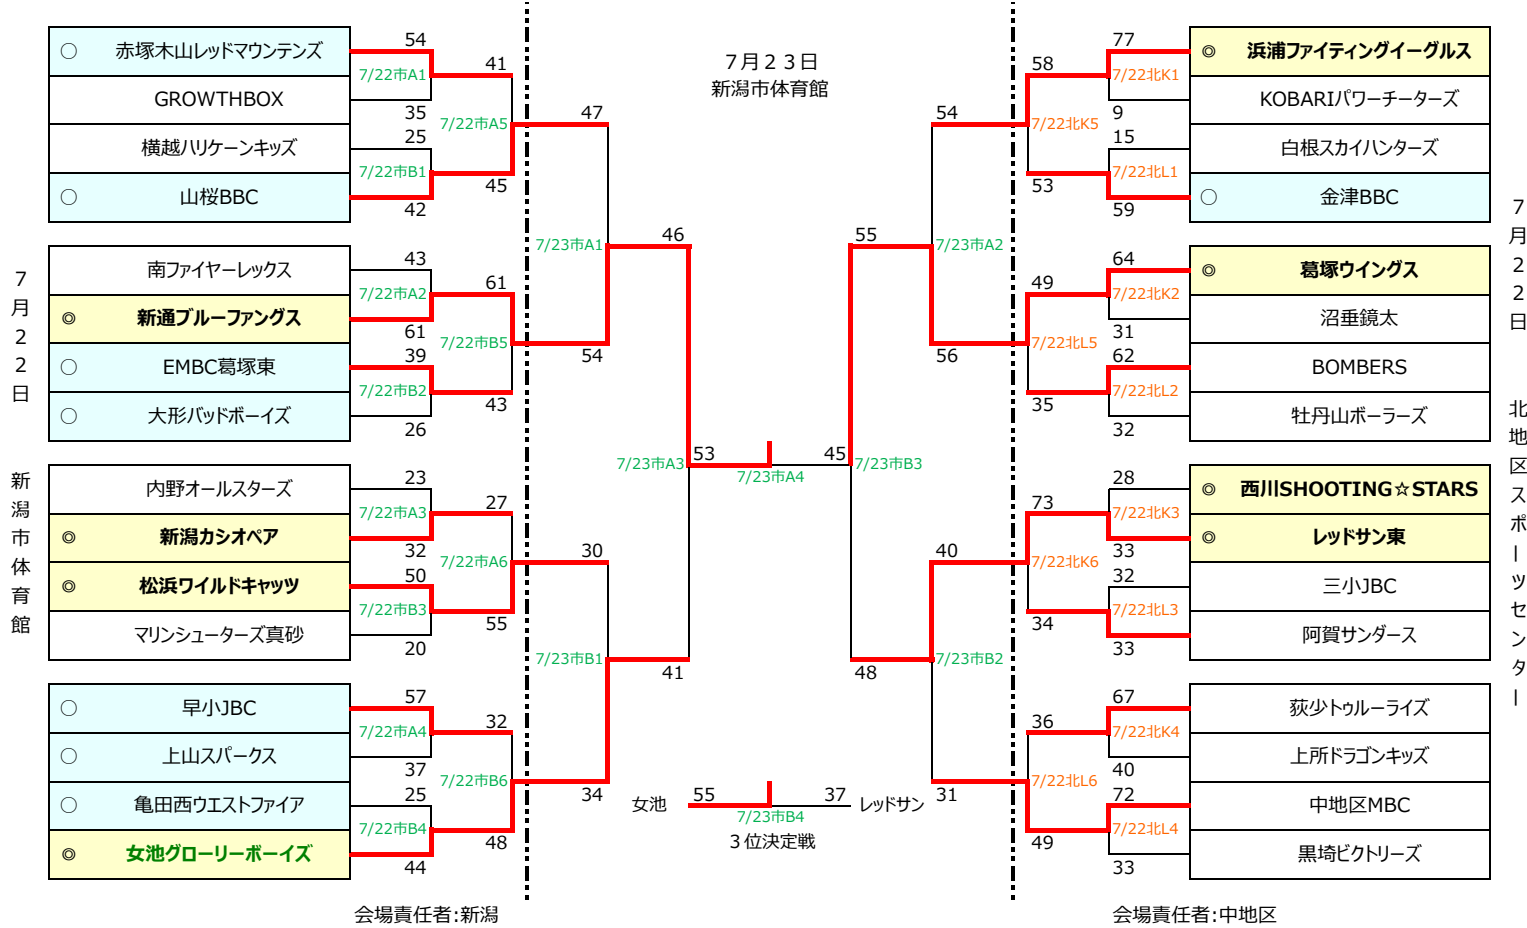 7月23日
新潟市体育館
○ 赤塚木山レッドマウンテンズ
GROWTHBOX
横越ハリケーンキッズ
○ 山桜BBC
54
7/22市A1
35
25
7/22市B1
42
41
7/22市A5
45
南ファイヤーレックス
◎ 新通ブルーファングス
○ EMBC葛塚東
○ 大形バッドボーイズ
43
7/22市A2
61
39
7/22市B2
26
61
7/22市B5
43
47
7/23市A1
54
内野オールスターズ
◎ 新潟カシオペア
◎ 松浜ワイルドキャッツ
マリンシューターズ真砂
23
7/22市A3
32
50
7/22市B3
20
27
7/22市A6
55
○ 早小JBC
○ 上山スパークス
○ 亀田西ウエストファイア
◎ 女池グローリーボーイズ
57
7/22市A4
37
25
7/22市B4
44
32
7/22市B6
48
30
7/23市B1
34
46
7/23市A3
41
53
7/23市A4
45
55
7/23市B3
48
54
7/23市A2
56
40
7/23市B2
31
58
7/22北K5
53
77
7/22北K1
9
15
7/22北L1
59
◎ 浜浦ファイティングイーグルス
KOBARIパワーチーターズ
白根スカイハンターズ
○ 金津BBC
49
7/22北L5
35
64
7/22北K2
31
62
7/22北L2
32
◎ 葛塚ウイングス
沼垂鏡太
BOMBERS
牡丹山ボーラーズ
73
7/22北K6
34
28
7/22北K3
33
32
7/22北L3
33
◎ 西川SHOOTING☆STARS
◎ レッドサン東
三小JBC
阿賀サンダース
36
7/22北L6
49
67
7/22北K4
40
72
7/22北L4
33
荻少トゥルーライズ
上所ドラゴンキッズ
中地区MBC
黒埼ビクトリーズ
女池 55 37 レッドサン
7/23市B4
3位決定戦
7月22日 新潟市体育館
7月22日 北地区スポーツセンター
会場責任者:新潟
会場責任者:中地区